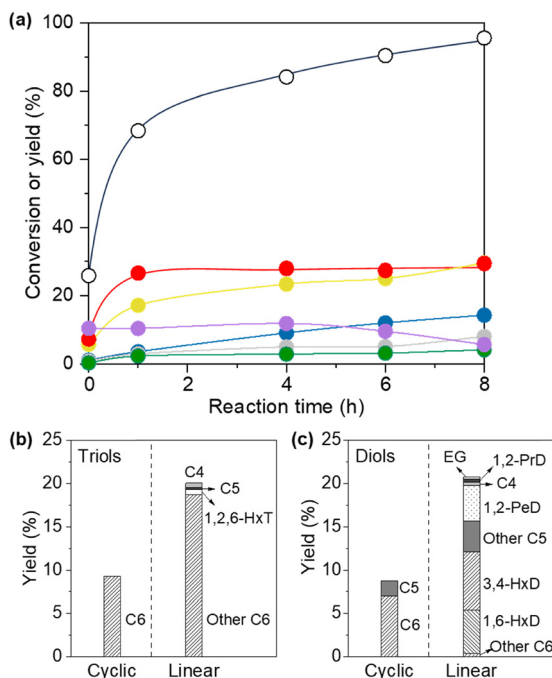 (a)
Conversion or yield (%)
100
80
60
40
20
0
0 2 4 6 8
Reaction time (h)
(b)
Yield (%)
25
20
15
10
5
0
Triols
C4
C5
1,2,6-HxT
C6
Other C6
Cyclic Linear
(c)
Yield (%)
25
20
15
10
5
0
Diols
EG
1,2-PrD
C4
1,2-PeD
Other C5
C5
3,4-HxD
C6
1,6-HxD
Other C6
Cyclic Linear